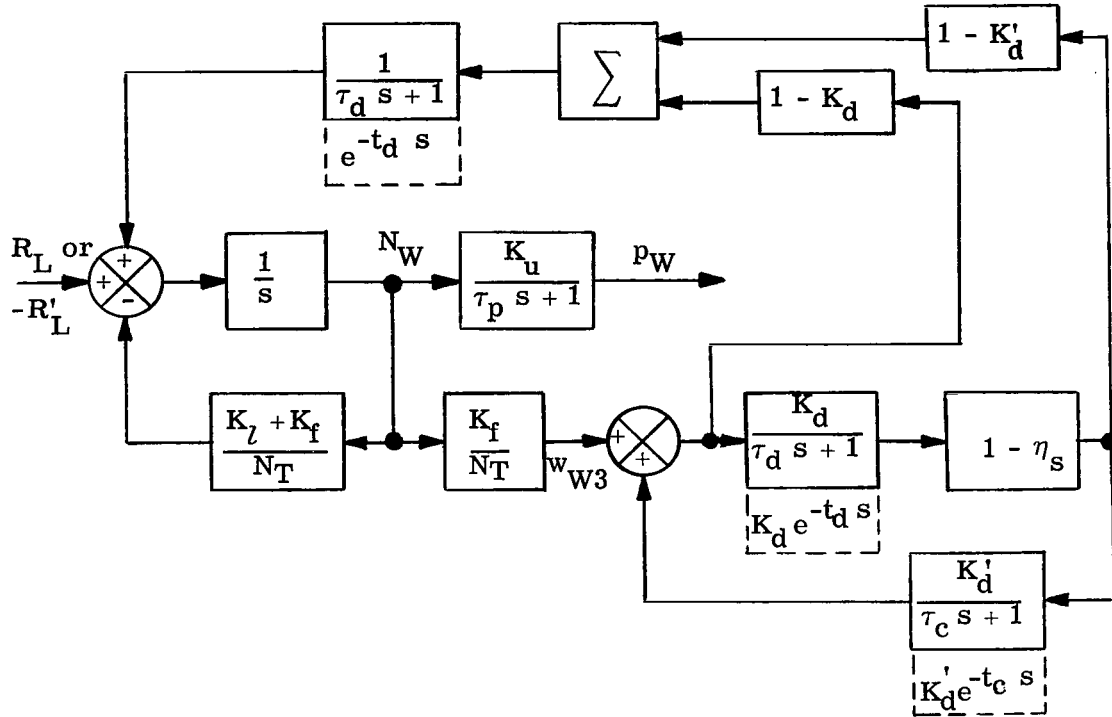 1 - K'd
1
τd s + 1
e^-td s
∑
1 - Kd
RL or
-R'L
+
+
-
1
s
NW
Ku
τp s + 1
pW
Kl + Kf
NT
Kf
NT
wW3
+
+
Kd
τd s + 1
Kd e^-td s
1 - ηs
K'd
τc s + 1
K'd e^-tc s